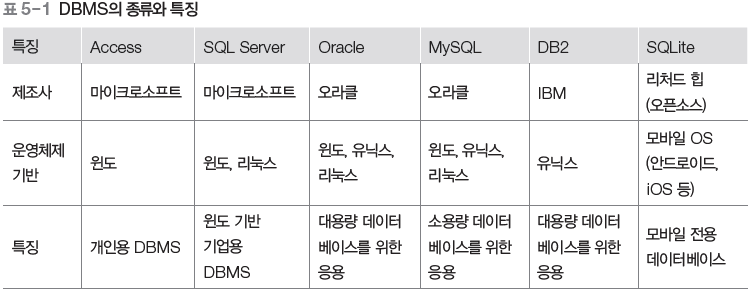 표 5-1 DBMS의 종류와 특징
특징 Access SQL Server Oracle MySQL DB2 SQLite
제조사 마이크로소프트 마이크로소프트 오라클 오라클 IBM 리처드 힙
(오픈소스)
운영체제
기반 윈도 윈도, 리눅스 윈도, 유닉스,
리눅스 윈도, 유닉스,
리눅스 유닉스 모바일 OS
(안드로이드,
iOS 등)
특징 개인용 DBMS 윈도 기반
기업용
DBMS 대용량 데이터
베이스를 위한
응용 소용량 데이터
베이스를 위한
응용 대용량 데이터
베이스를 위한
응용 모바일 전용
데이터베이스